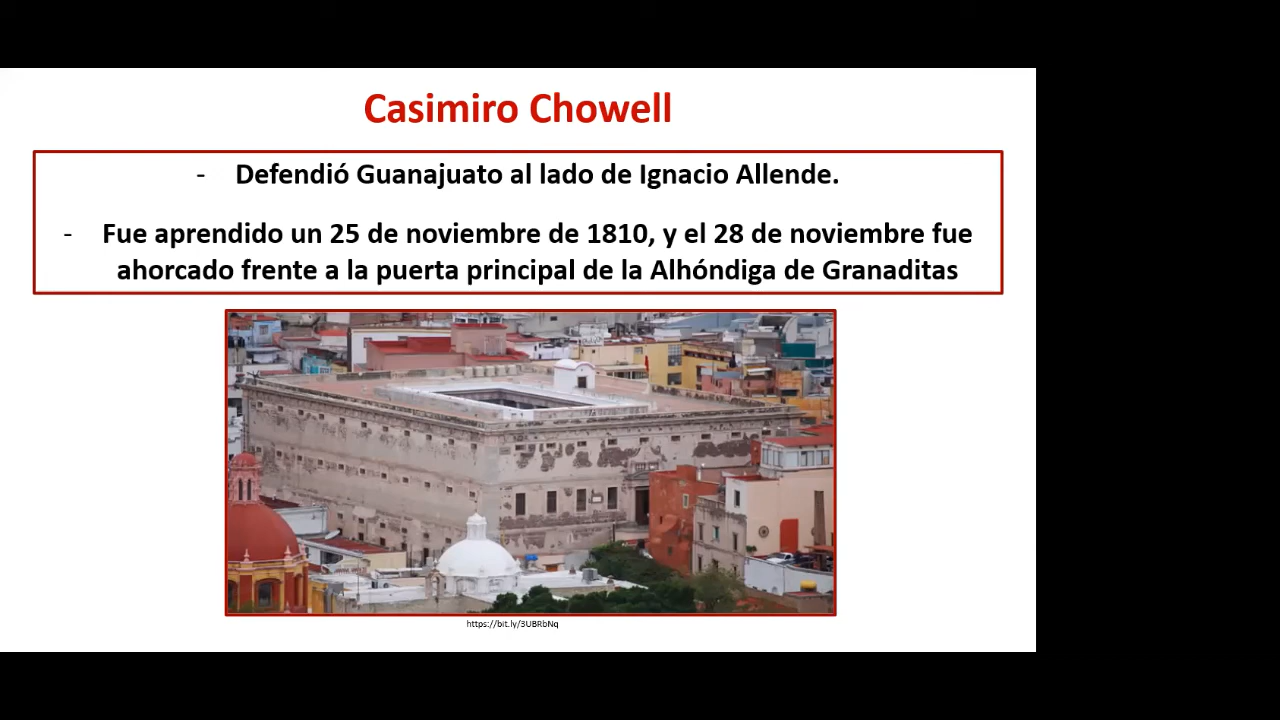 Casimiro Chowell
- Defendió Guanajuato al lado de Ignacio Allende.
- Fue aprendido un 25 de noviembre de 1810, y el 28 de noviembre fue
ahorcado frente a la puerta principal de la Alhóndiga de Granaditas
https://bit.ly/3UBRbNq